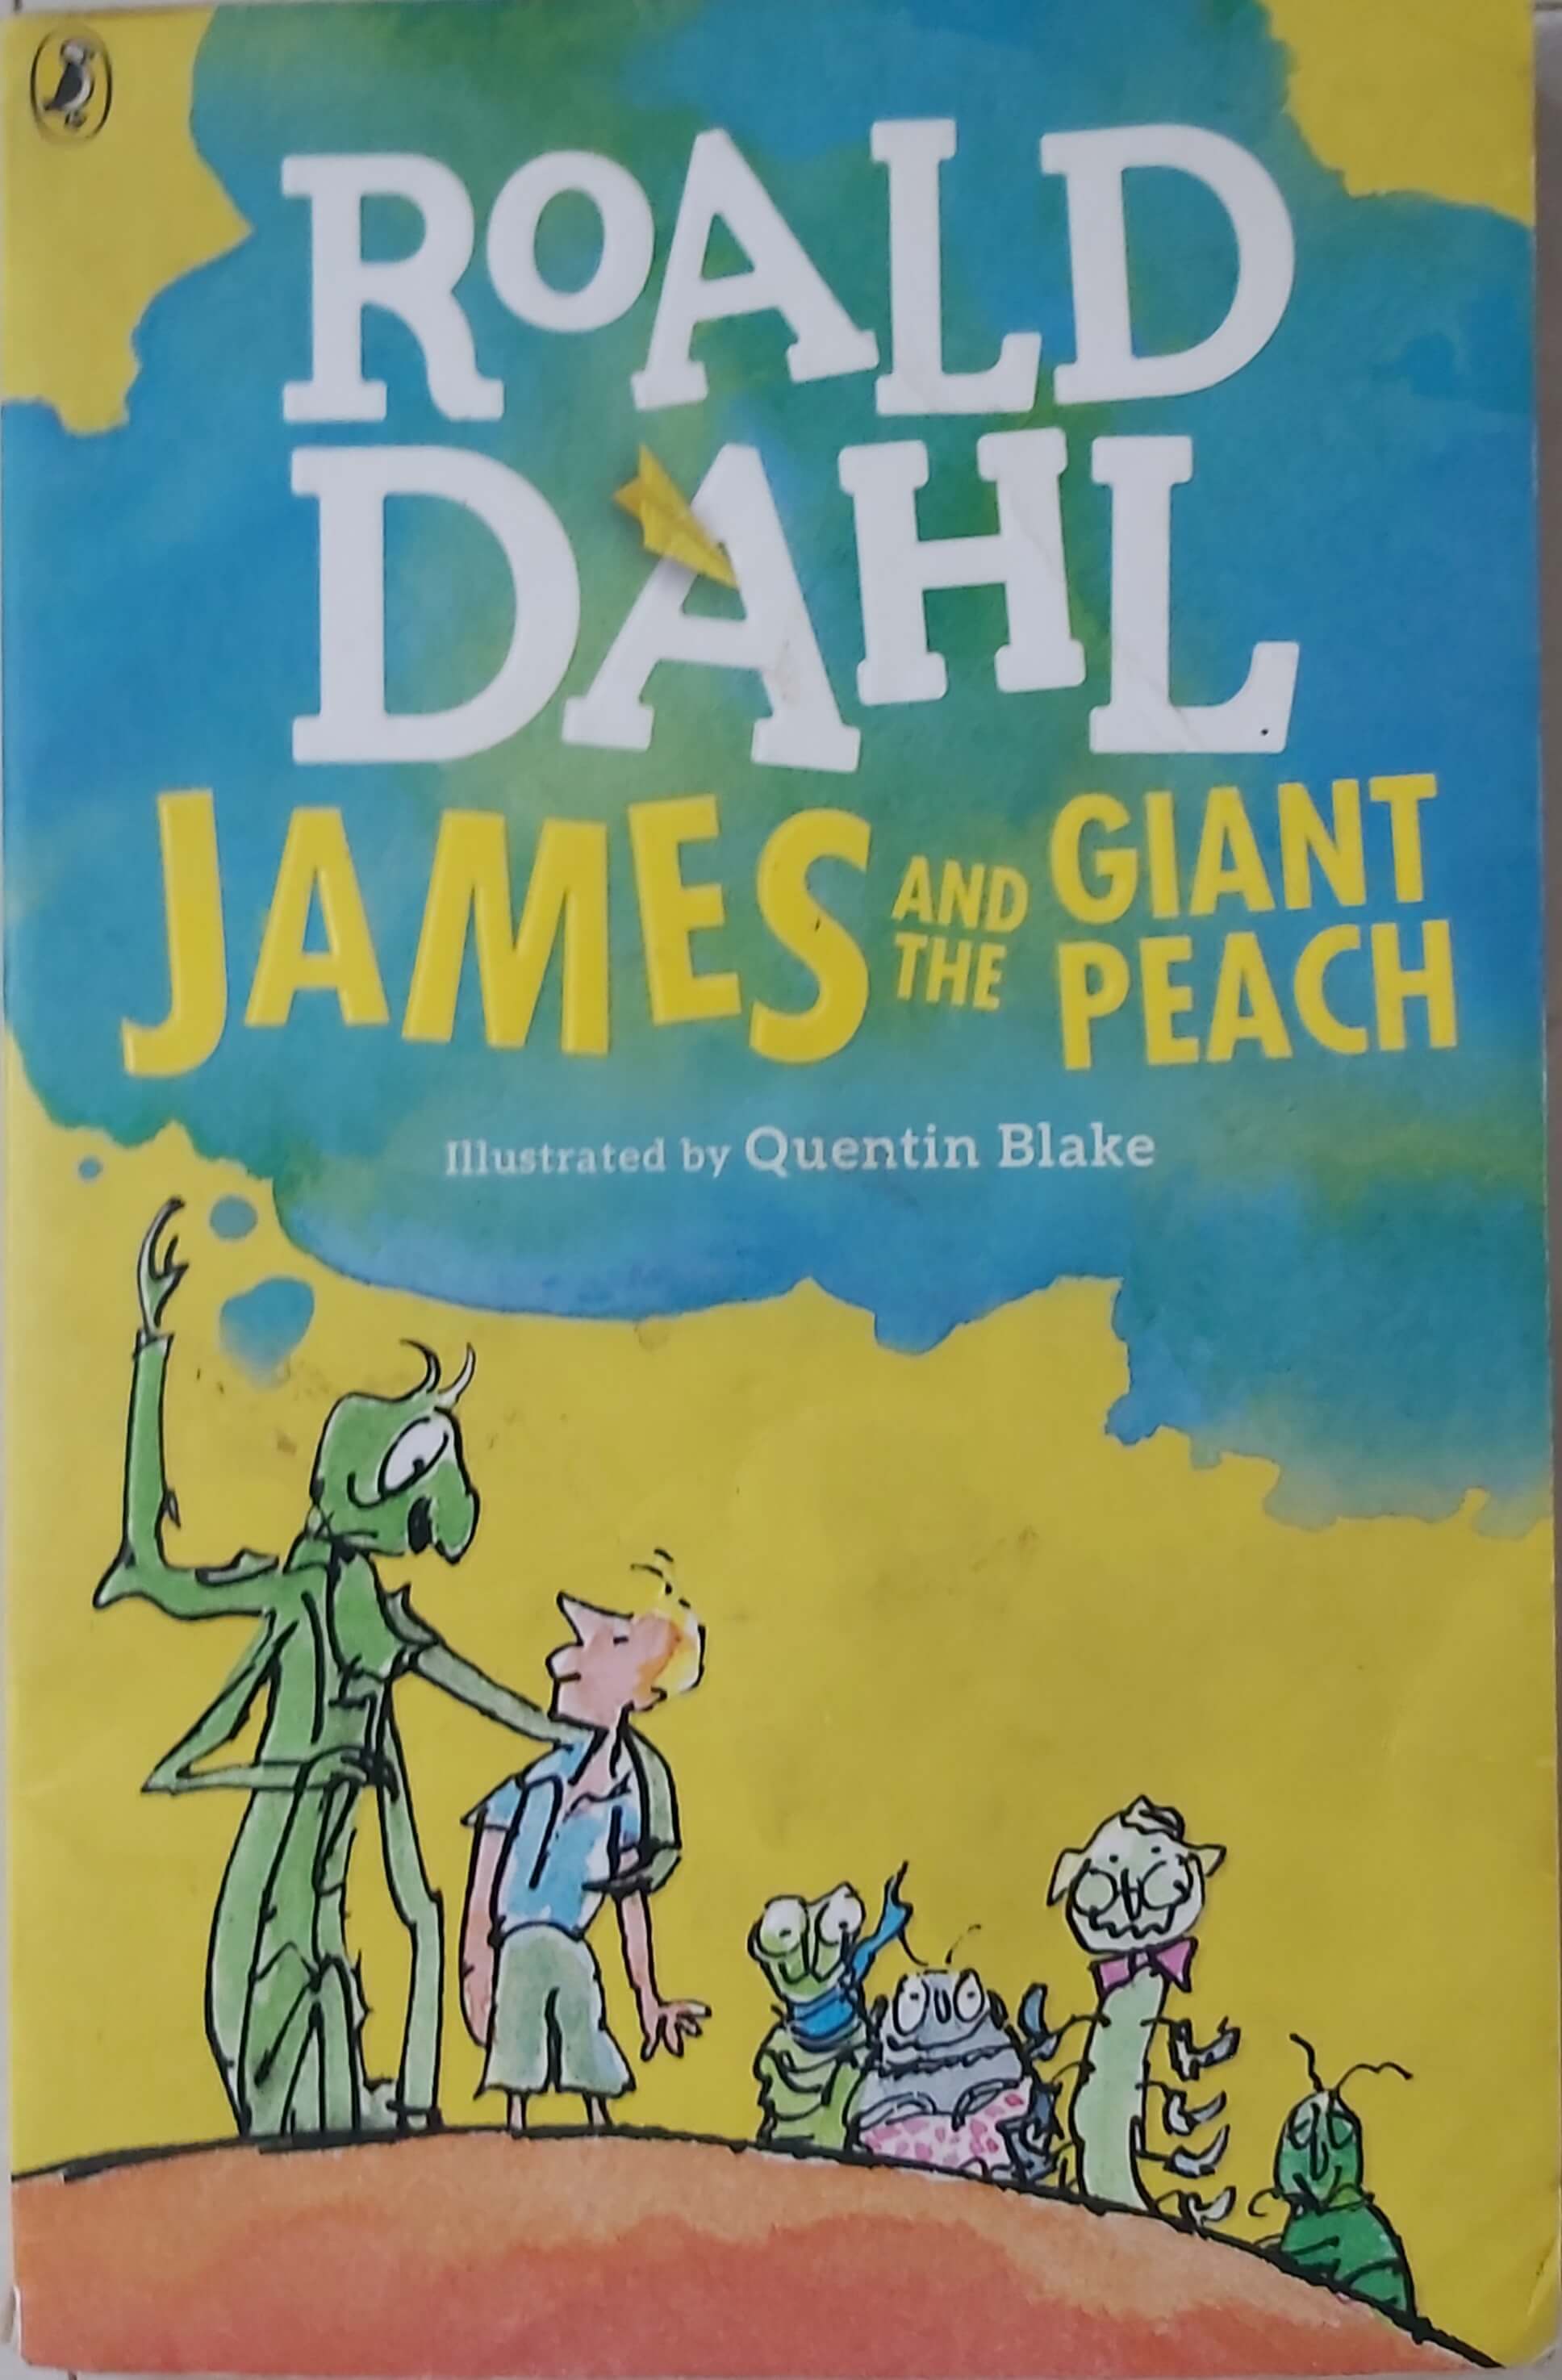 ROALD
DAHL
JAMES AND THE GIANT PEACH
Illustrated by Quentin Blake